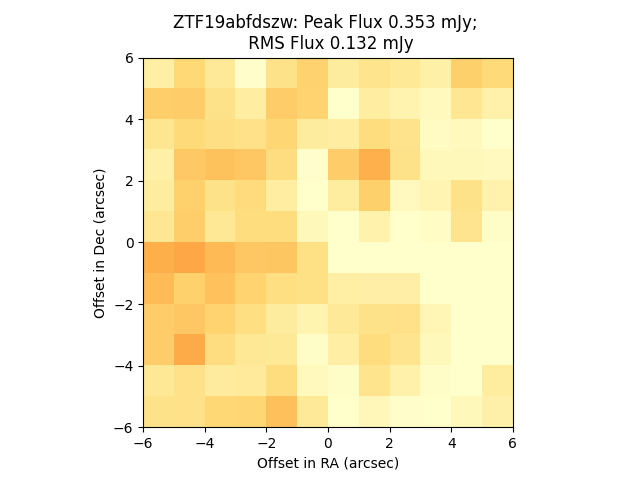 ZTF19abfdszw: Peak Flux 0.353 mJy;
RMS Flux 0.132 mJy
6
4
2
0
−2
−4
−6
Offset in Dec (arcsec)
−6 −4 −2 0 2 4 6
Offset in RA (arcsec)